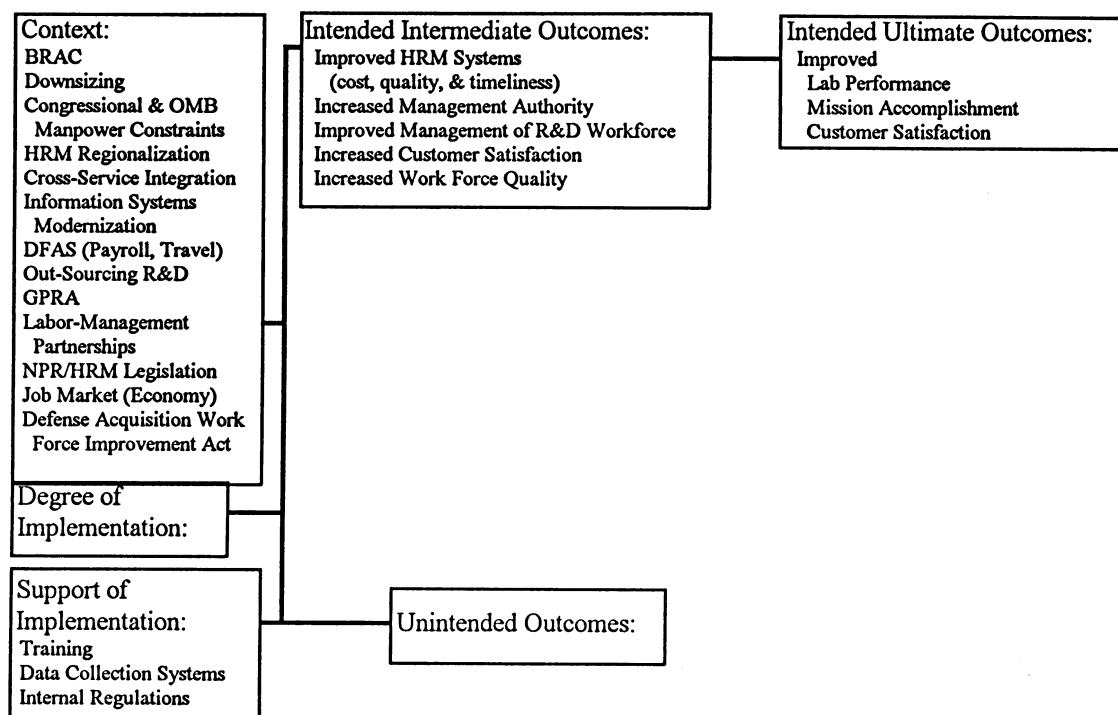 Context:
BRAC
Downsizing
Congressional & OMB
Manpower Constraints
HRM Regionalization
Cross-Service Integration
Information Systems
Modernization
DFAS (Payroll, Travel)
Out-Sourcing R&D
GPRA
Labor-Management
Partnerships
NPR/HRM Legislation
Job Market (Economy)
Defense Acquisition Work
Force Improvement Act
Degree of
Implementation:
Support of
Implementation:
Training
Data Collection Systems
Internal Regulations
Intended Intermediate Outcomes:
Improved HRM Systems
(cost, quality, & timeliness)
Increased Management Authority
Improved Management of R&D Workforce
Increased Customer Satisfaction
Increased Work Force Quality
Unintended Outcomes:
Intended Ultimate Outcomes:
Improved
Lab Performance
Mission Accomplishment
Customer Satisfaction